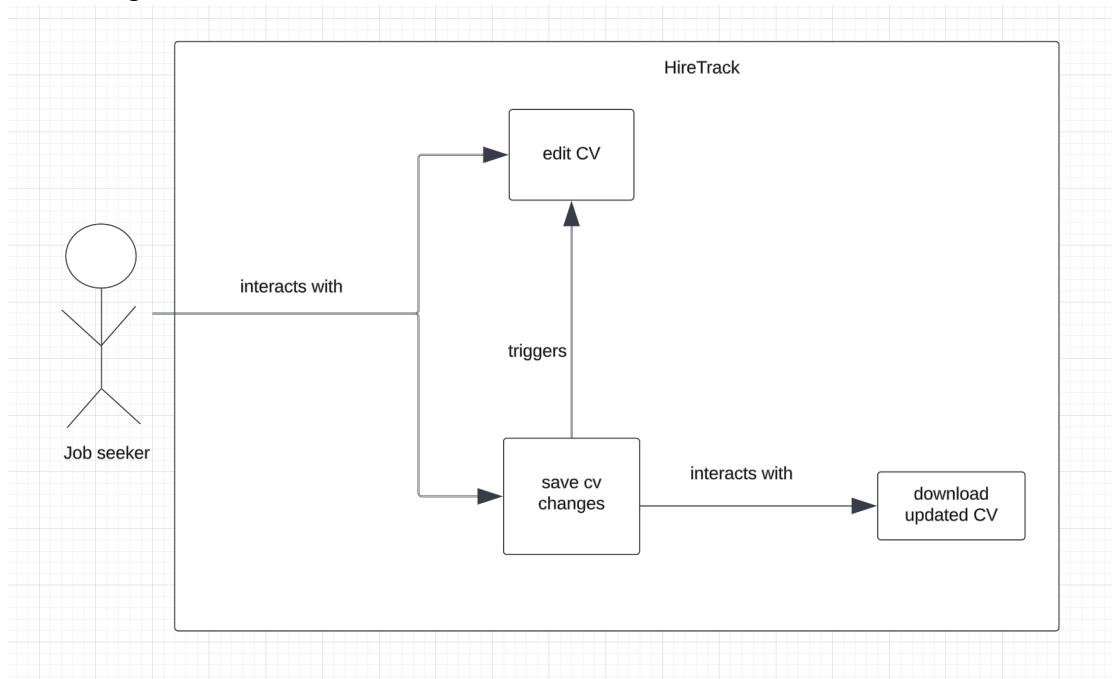 HireTrack
edit CV
interacts with
triggers
Job seeker
save cv
changes
interacts with
download
updated CV